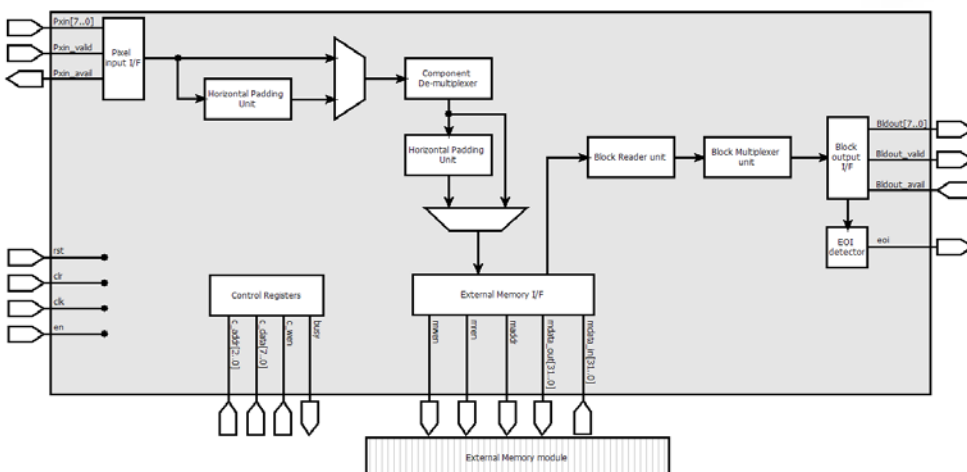 Pxin[7..0]
Pxin_valid
Pxin_avail
Pixel
input I/F
Horizontal Padding
Unit
Component
De-multiplexer
Horizontal Padding
Unit
Block Reader unit
Block Multiplexer
unit
Block
output
I/F
Bldout[7..0]
Bldout_valid
Bldout_avail
EOI
detector
eoi
rst
clr
clk
en
Control Registers
External Memory I/F
c_addr[2..0]
c_data[7..0]
c_wen
busy
mwen
mren
maddr
mdata_out[31..0]
mdata_in[31..0]
External Memory module